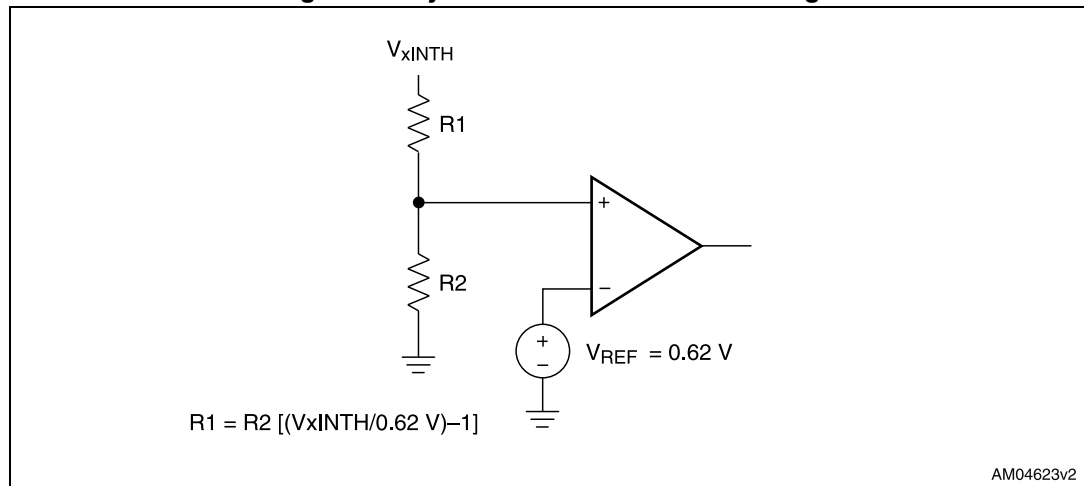 VxINTH
R1
+
R2
−
+
−
VREF = 0.62 V
R1 = R2 [(VxINTH/0.62 V)–1]
AM04623v2